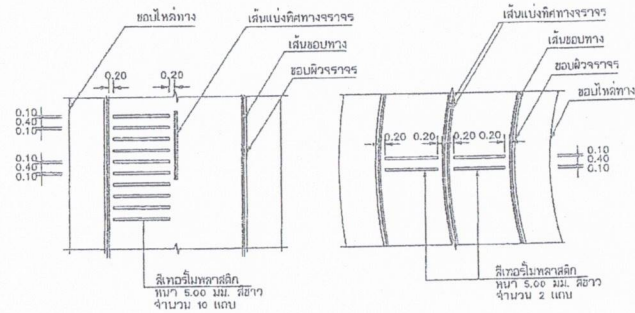 ขอบไหล่ทาง
เส้นแบ่งทิศทางจราจร
เส้นขอบทาง
ขอบผิวจราจร
0.20 0.20
0.10
0.40
0.10
0.10
0.40
0.10
สีเทอร์โมพลาสติก
หนา 5.00 มม. สีขาว
จำนวน 10 แถบ
เส้นแบ่งทิศทางจราจร
เส้นขอบทาง
ขอบผิวจราจร
ขอบไหล่ทาง
0.20 0.20 0.20 0.20
0.10
0.40
0.10
สีเทอร์โมพลาสติก
หนา 5.00 มม. สีขาว
จำนวน 2 แถบ